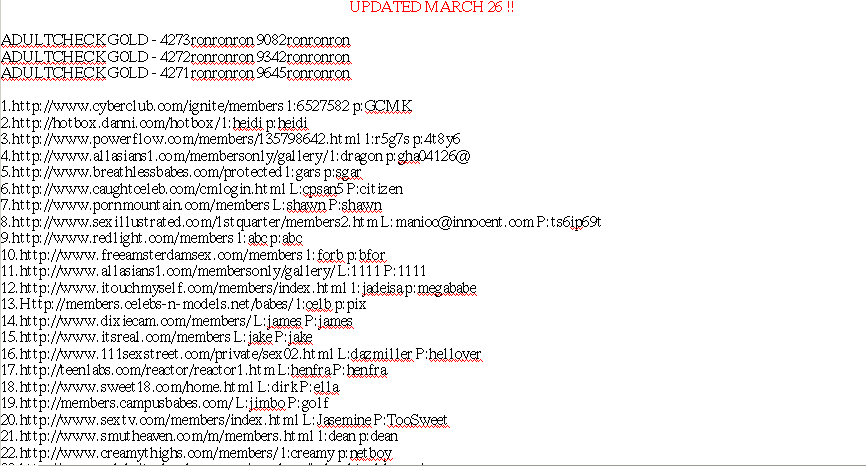 UPDATED MARCH 26 !!
ADULTCHECK GOLD - 4273ronronron 9082ronronron
ADULTCHECK GOLD - 4272ronronron 9342ronronron
ADULTCHECK GOLD - 4271ronronron 9645ronronron
1.http://www.cyberclub.com/ignite/members l:6527582 p:GCMK
2.http://hotbox.danni.com/hotbox/ l:heidi p:heidi
3.http://www.powerflow.com/members/135798642.html l:r5g7s p:4t8y6
4.http://www.allasians1.com/membersonly/gallery/ l:dragon p:gha04126@
5.http://www.breathlessbabes.com/protected l:gars p:sgar
6.http://www.caughtceleb.com/cmlogin.html L:cpsan5 P:citizen
7.http://www.pornmountain.com/members L:shawn P:shawn
8.http://www.sexillustrated.com/1stquarter/members2.htm L: manioc@innocent.com P:ts6jp69t
9.http://www.redlight.com/members l:abc p:abc
10.http://www.freeamsterdamsex.com/members l:forb p:bfor
11.http://www.allasians1.com/membersonly/gallery/ L:1111 P:1111
12.http://www.itouchmyself.com/members/index.html l:jadeisa p:megababe
13.Http://members.celebs-n-models.net/babes/ l:celb p:pix
14.http://www.dixiecam.com/members/ L:james P:james
15.http://www.itsreal.com/members L:jake P:jake
16.http://www.111sexstreet.com/private/sex02.html L:dazmiller P:hellover
17.http://teenlabs.com/reactor/reactor1.htm L:henfra P:henfra
18.http://www.sweet18.com/home.html L:dirk P:ella
19.http://members.campusbabes.com/ L:jimbo P:golf
20.http://www.sextv.com/members/index.html L:Jasemine P:TooSweet
21.http://www.smutheaven.com/m/members.html l:dean p:dean
22.http://www.creamythighs.com/members/ l:creamy p:netboy